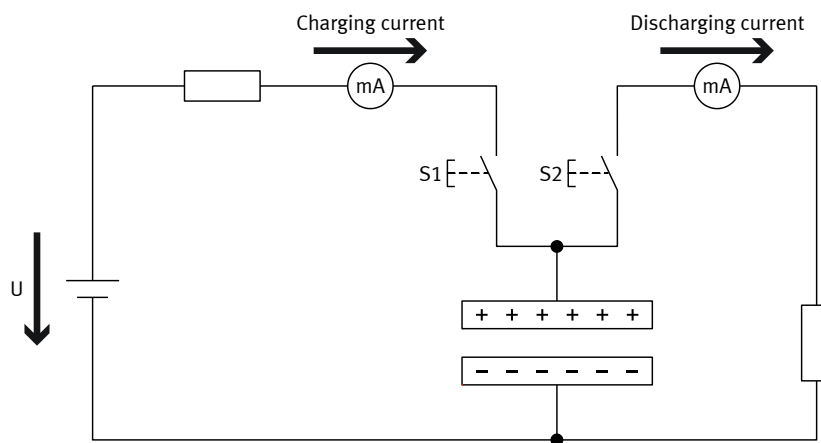 Charging current
Discharging current
mA
mA
S1
S2
U
+ + + + + +
− − − − − −